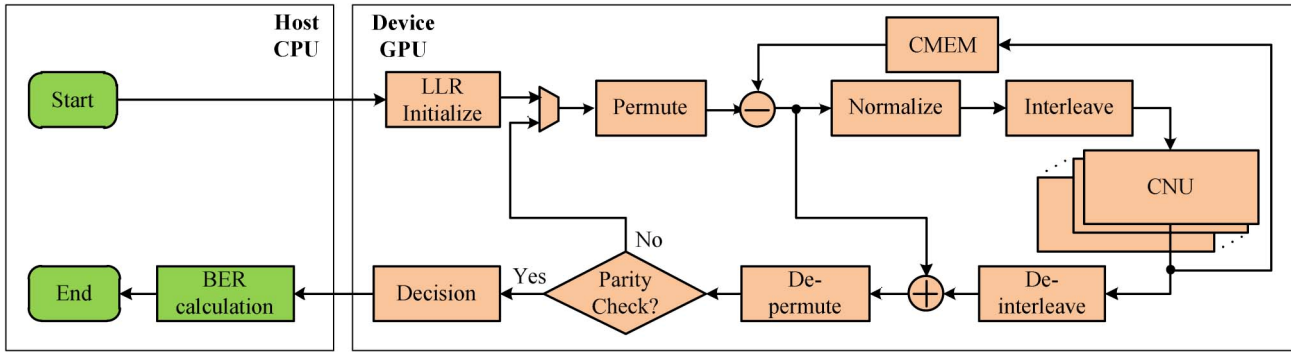 Host
CPU
Device
GPU
Start
LLR
Initialize
Permute
−
CMEM
Normalize
Interleave
CNU
No
End
BER
calculation
Decision
Yes
Parity
Check?
De-
permute
+
De-
interleave